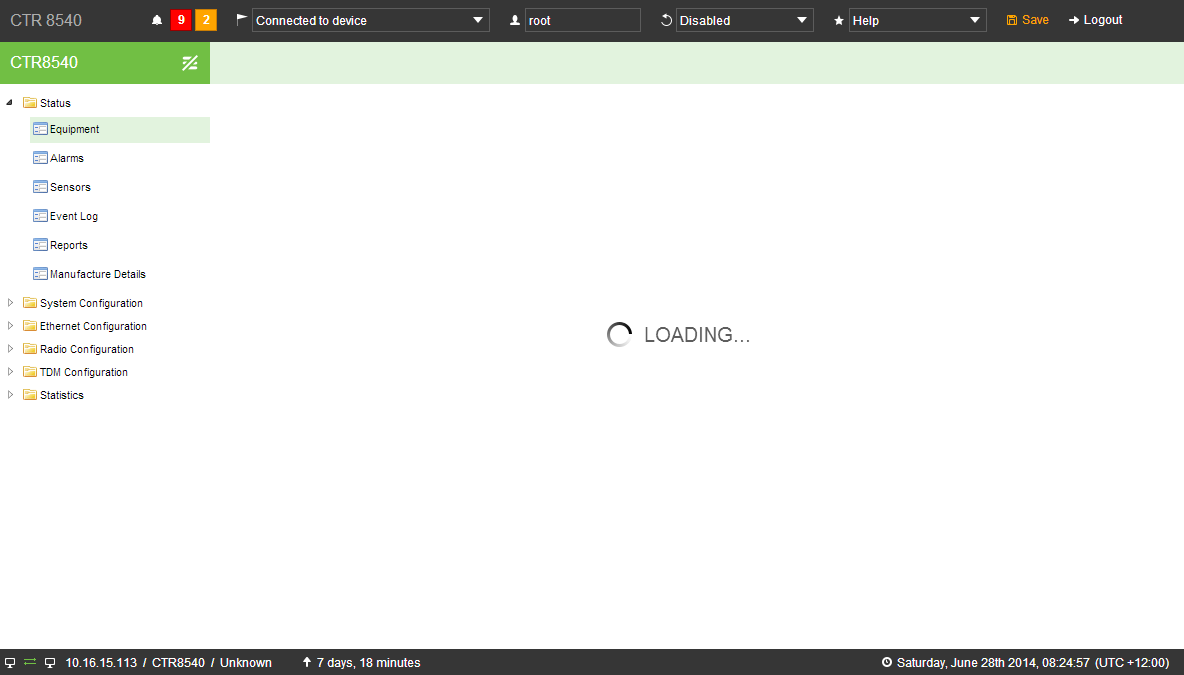 CTR 8540 9 2 Connected to device root Disabled Help Save Logout
CTR8540
Status
Equipment
Alarms
Sensors
Event Log
Reports
Manufacture Details
System Configuration
Ethernet Configuration
Radio Configuration
TDM Configuration
Statistics
LOADING...
10.16.15.113 / CTR8540 / Unknown 7 days, 18 minutes Saturday, June 28th 2014, 08:24:57 (UTC +12:00)